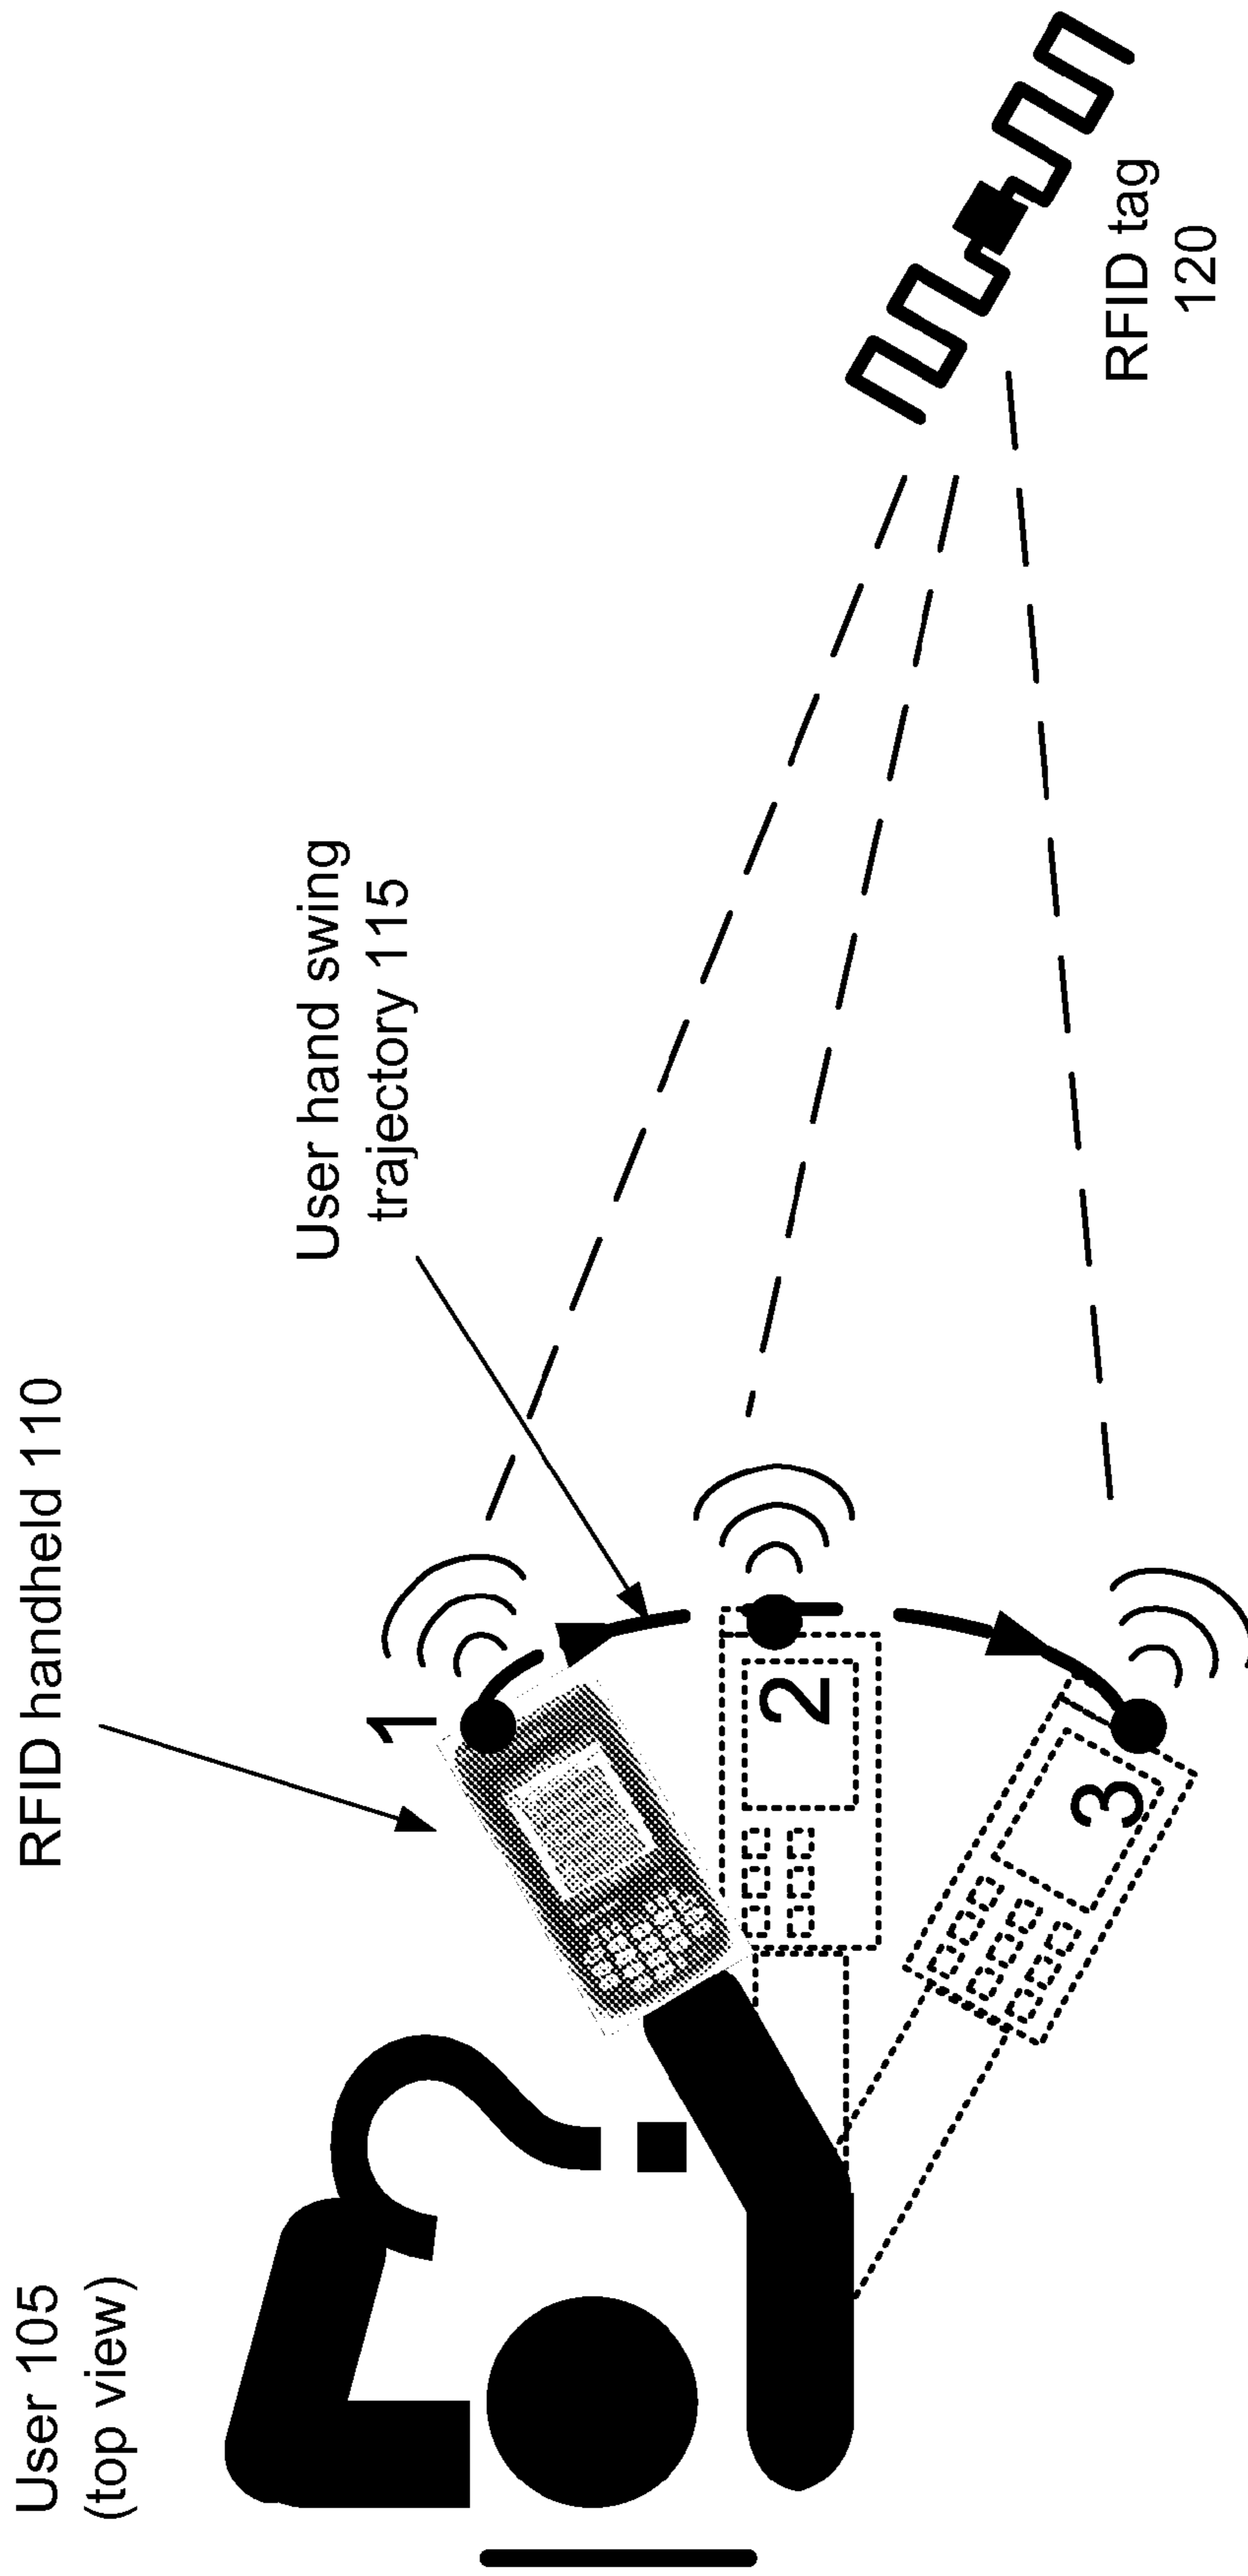 User 105
(top view)
RFID handheld 110
User hand swing
trajectory 115
1
2
3
RFID tag
120